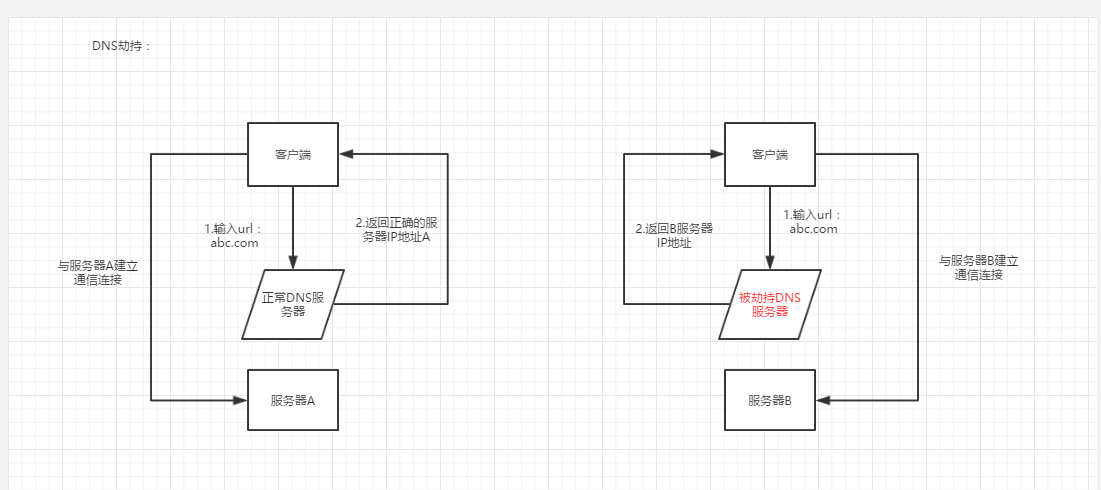 DNS劫持：
客户端
1.输入url：
abc.com
2.返回正确的服
务器IP地址A
与服务器A建立
通信连接
正常DNS服
务器
服务器A
客户端
2.返回B服务器
IP地址
1.输入url：
abc.com
与服务器B建立
通信连接
被劫持DNS
服务器
服务器B